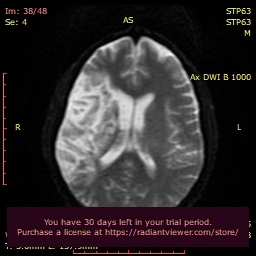 Im: 38/48
Se: 4
AS
STP63
STP63
M
Ax DWI B 1000
R
L
You have 30 days left in your trial period.
Purchase a license at https://radiantviewer.com/store/